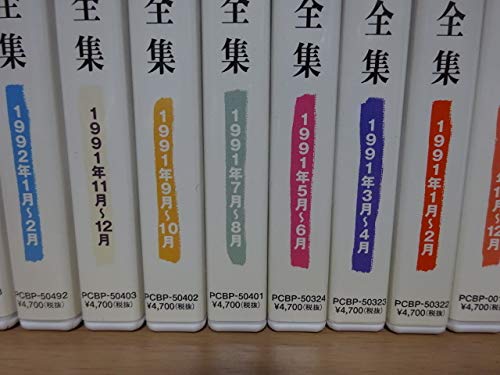 全集
1992年1月～2月
PCBP-50492
¥4,700(税抜)
全集
1991年11月～12月
PCBP-50403
¥4,700(税抜)
全集
1991年9月～10月
PCBP-50402
¥4,700(税抜)
全集
1991年7月～8月
PCBP-50401
¥4,700(税抜)
全集
1991年5月～6月
PCBP-50324
¥4,700(税抜)
全集
1991年3月～4月
PCBP-50323
¥4,700(税抜)
全集
1991年1月～2月
PCBP-50322
¥4,700(税抜)